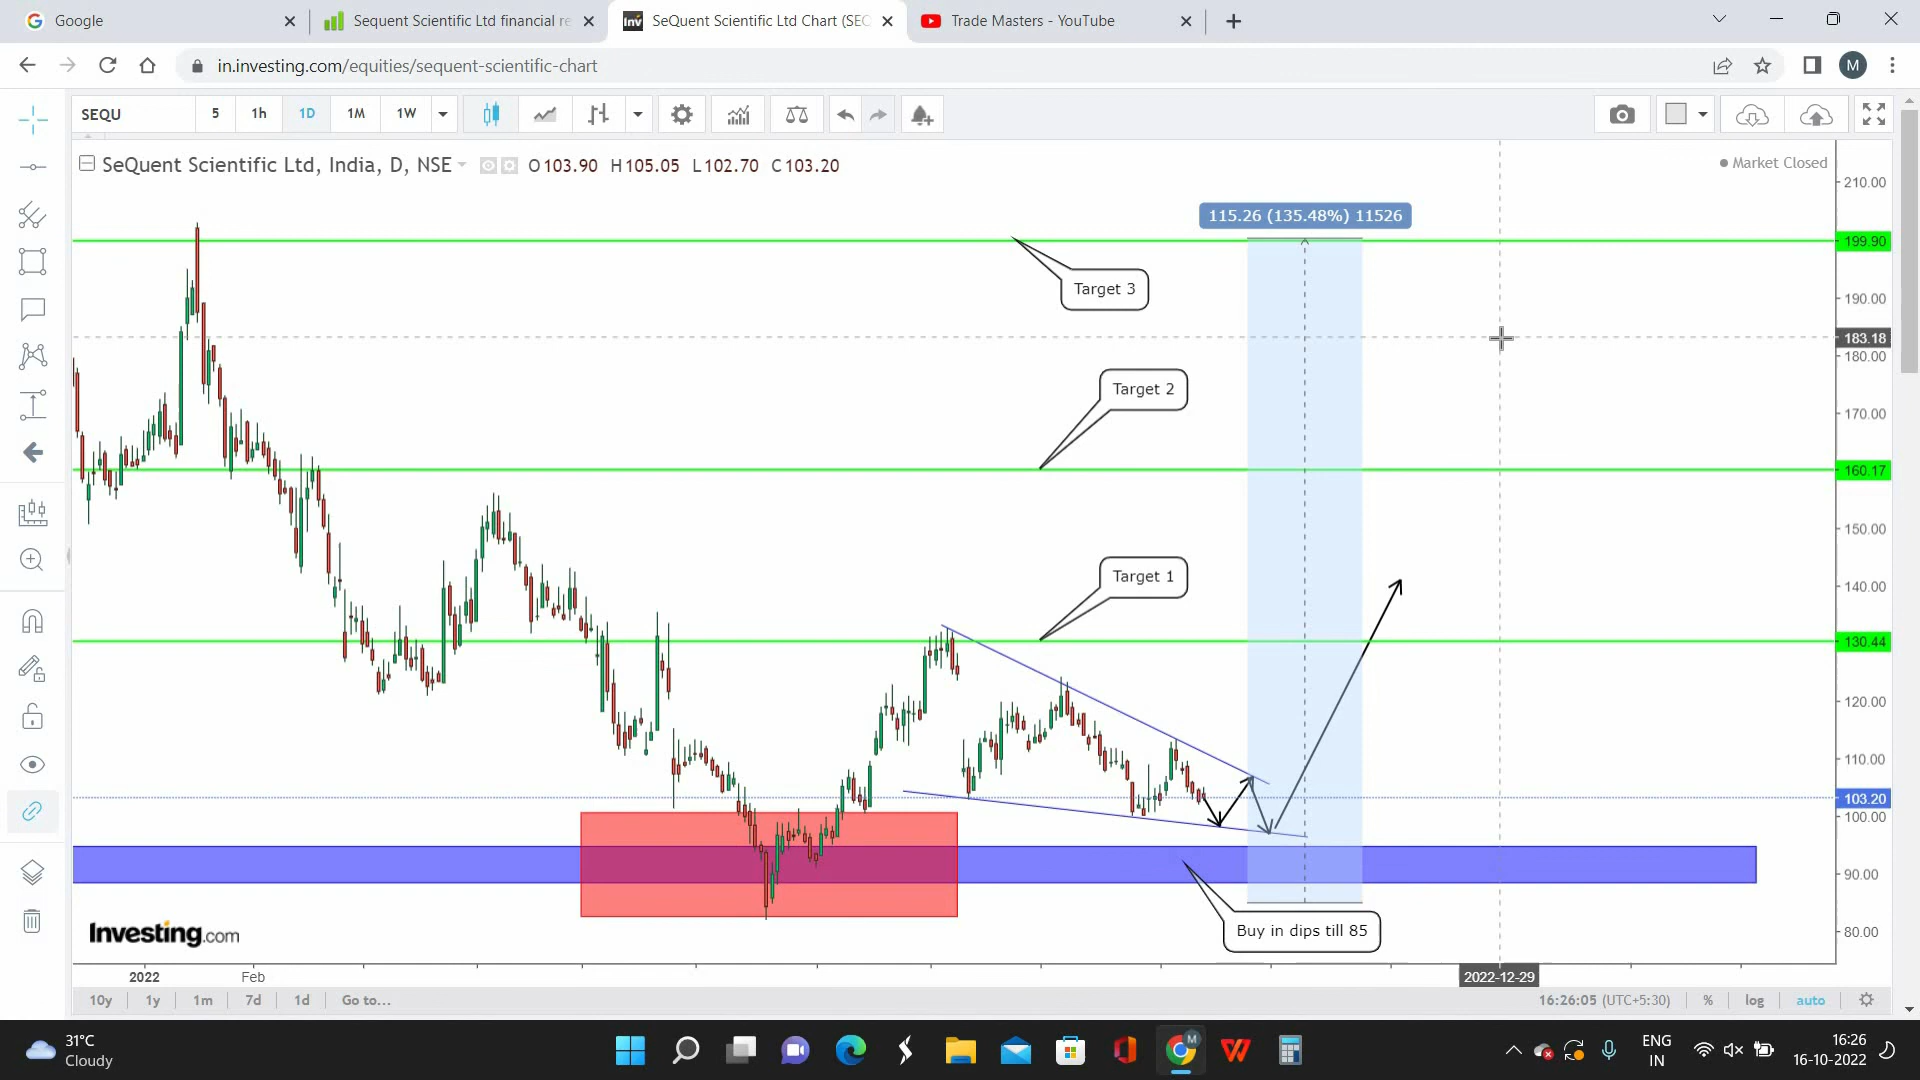 Google
Sequent Scientific Ltd financial re
SeQuent Scientific Ltd Chart (SEC
Trade Masters - YouTube
in.investing.com/equities/sequent-scientific-chart
M
SEQU 5 1h 1D 1M 1W
SeQuent Scientific Ltd, India, D, NSE O103.90 H105.05 L102.70 C103.20
Market Closed
210.00
115.26 (135.48%) 11526
199.90
Target 3
190.00
183.18
180.00
Target 2
170.00
160.17
150.00
Target 1
140.00
130.44
120.00
110.00
103.20
100.00
90.00
Buy in dips till 85
80.00
Investing.com
2022 Feb 2022-12-29
10y 1y 1m 7d 1d Go to... 16:26:05 (UTC+5:30) % log auto
31°C
Cloudy
M
ENG
IN
16:26
16-10-2022